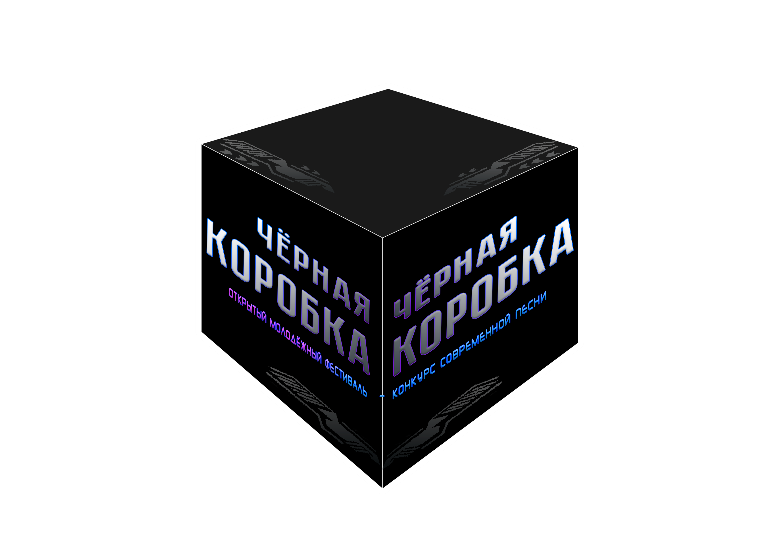 ЧЁРНАЯ
КОРОБКА
ОТКРЫТЫЙ МОЛОДЁЖНЫЙ ФЕСТИВАЛЬ -
ЧЁРНАЯ
КОРОБКА
КОНКУРС СОВРЕМЕННОЙ ПЕСНИ